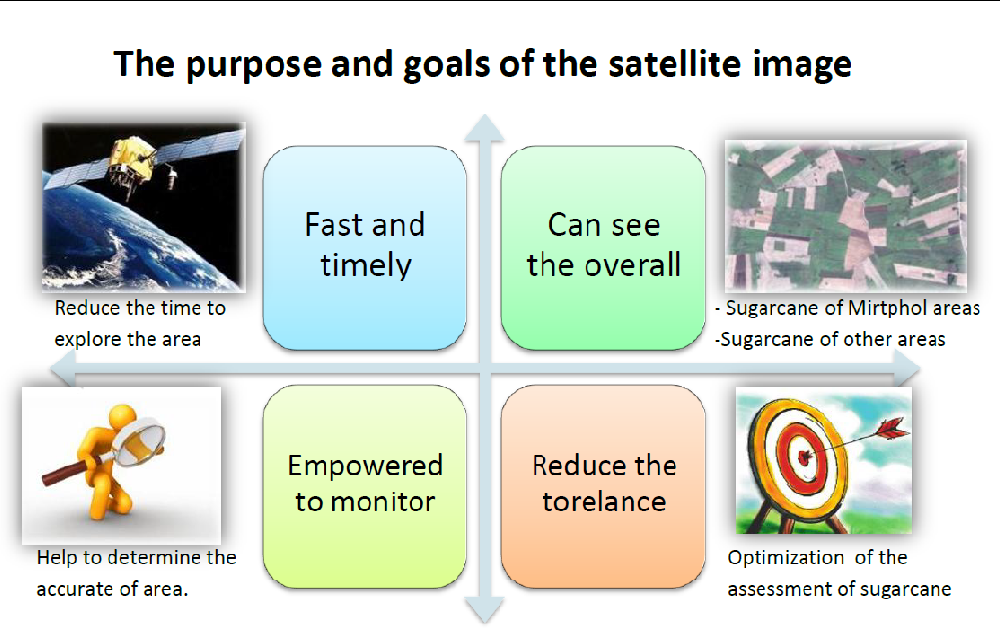 The purpose and goals of the satellite image
Fast and
timely
Can see
the overall
Reduce the time to
explore the area
- Sugarcane of Mirtphol areas
-Sugarcane of other areas
Empowered
to monitor
Reduce the
torelance
Help to determine the
accurate of area.
Optimization of the
assessment of sugarcane